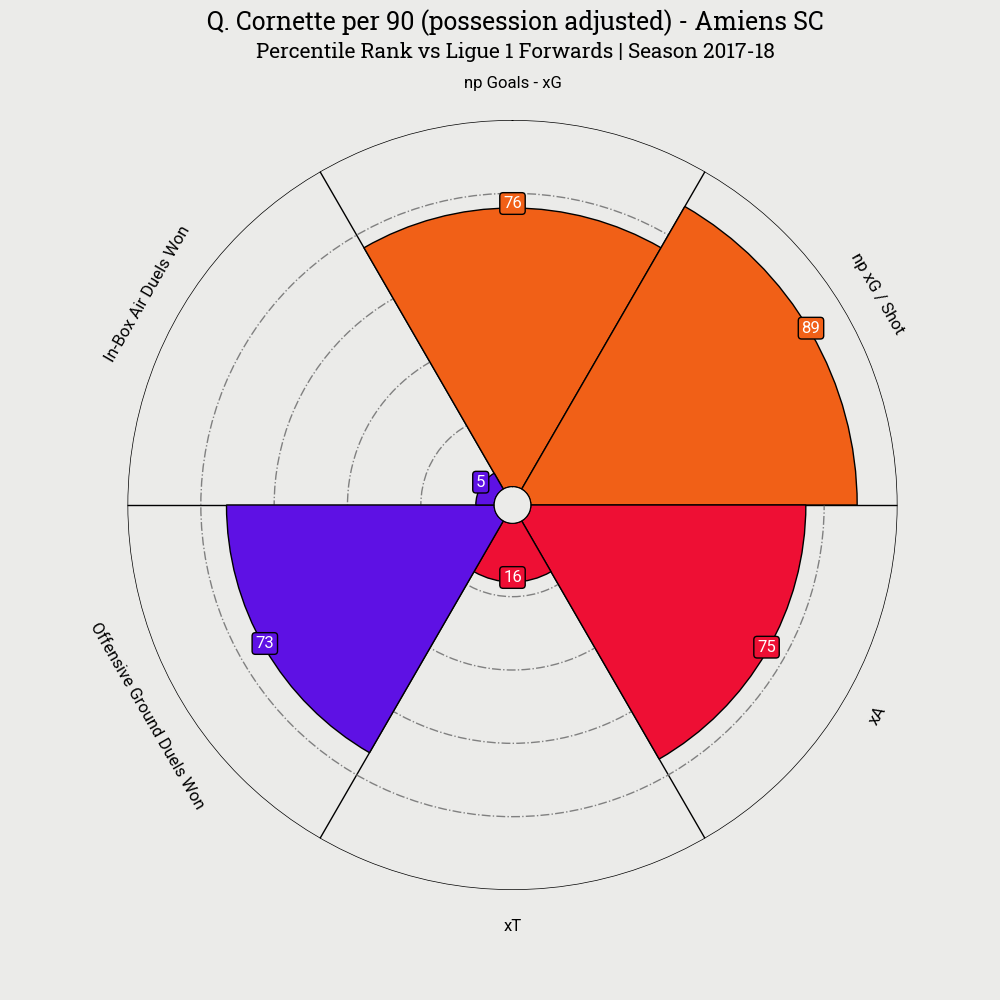 Q. Cornette per 90 (possession adjusted) - Amiens SC
Percentile Rank vs Ligue 1 Forwards | Season 2017-18
np Goals - xG
76
np xG / Shot
89
In-Box Air Duels Won
5
Offensive Ground Duels Won
73
16
xT
75
xA